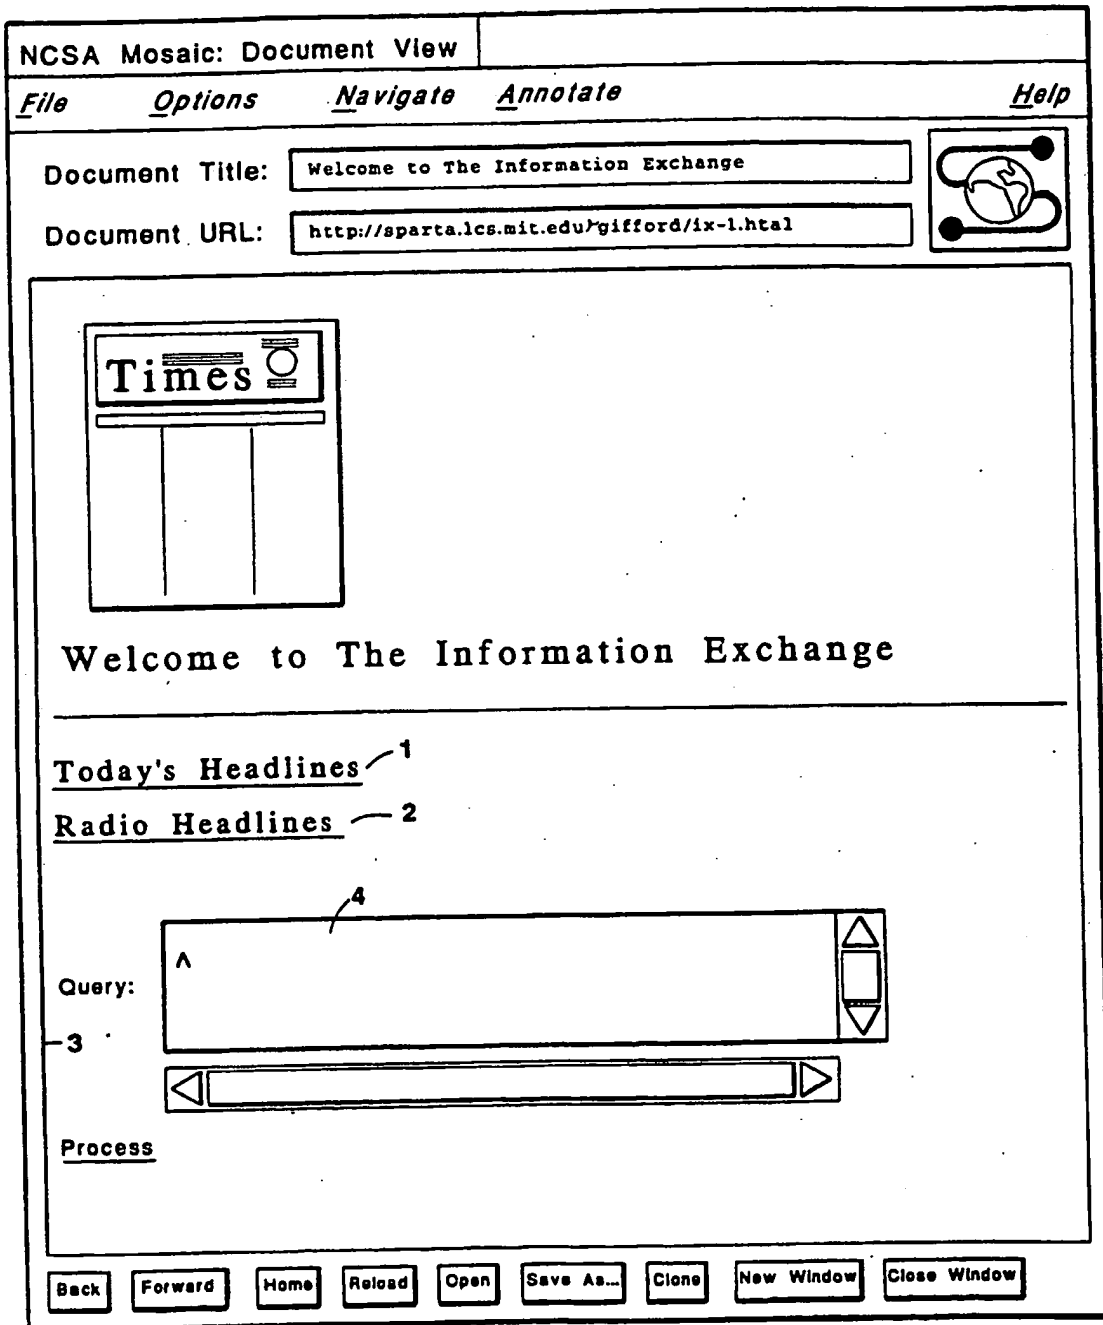 NCSA Mosaic: Document View
File Options Navigate Annotate Help
Document Title: Welcome to The Information Exchange
Document URL: http://sparta.lcs.mit.edu/~gifford/ix-1.htal
Times
Welcome to The Information Exchange
Today's Headlines 1
Radio Headlines 2
4
^
Query:
3
Process
Back Forward Home Reload Open Save As... Clone New Window Close Window